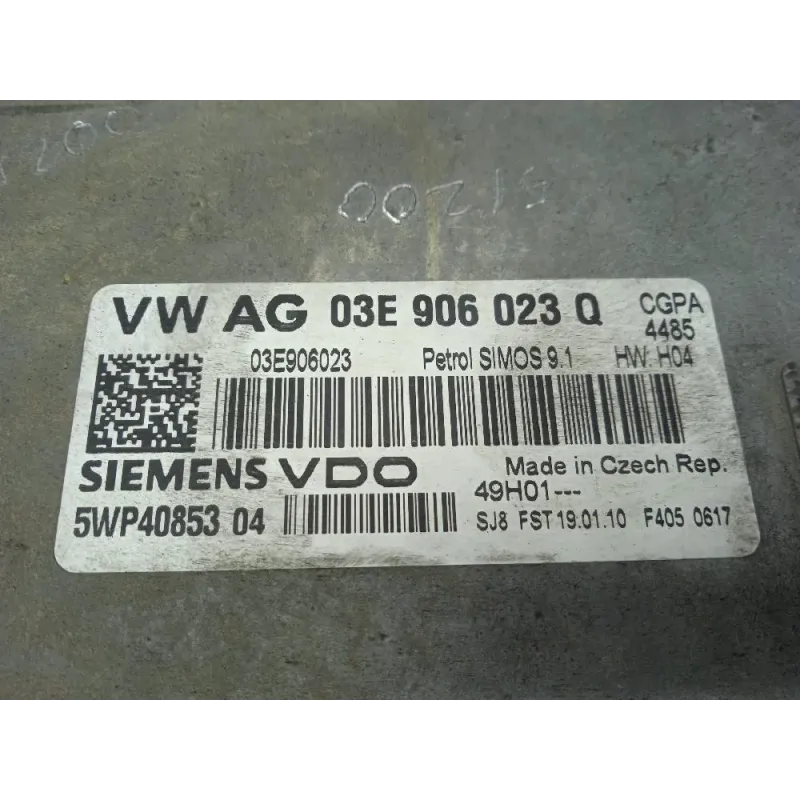 00215
VW AG 03E 906 023 Q CGPA
4485
03E906023 Petrol SIMOS 9.1 HW: H04
SIEMENS VDO Made in Czech Rep.
49H01---
5WP40853 04 SJ8 FST 19.01.10 F405 0617